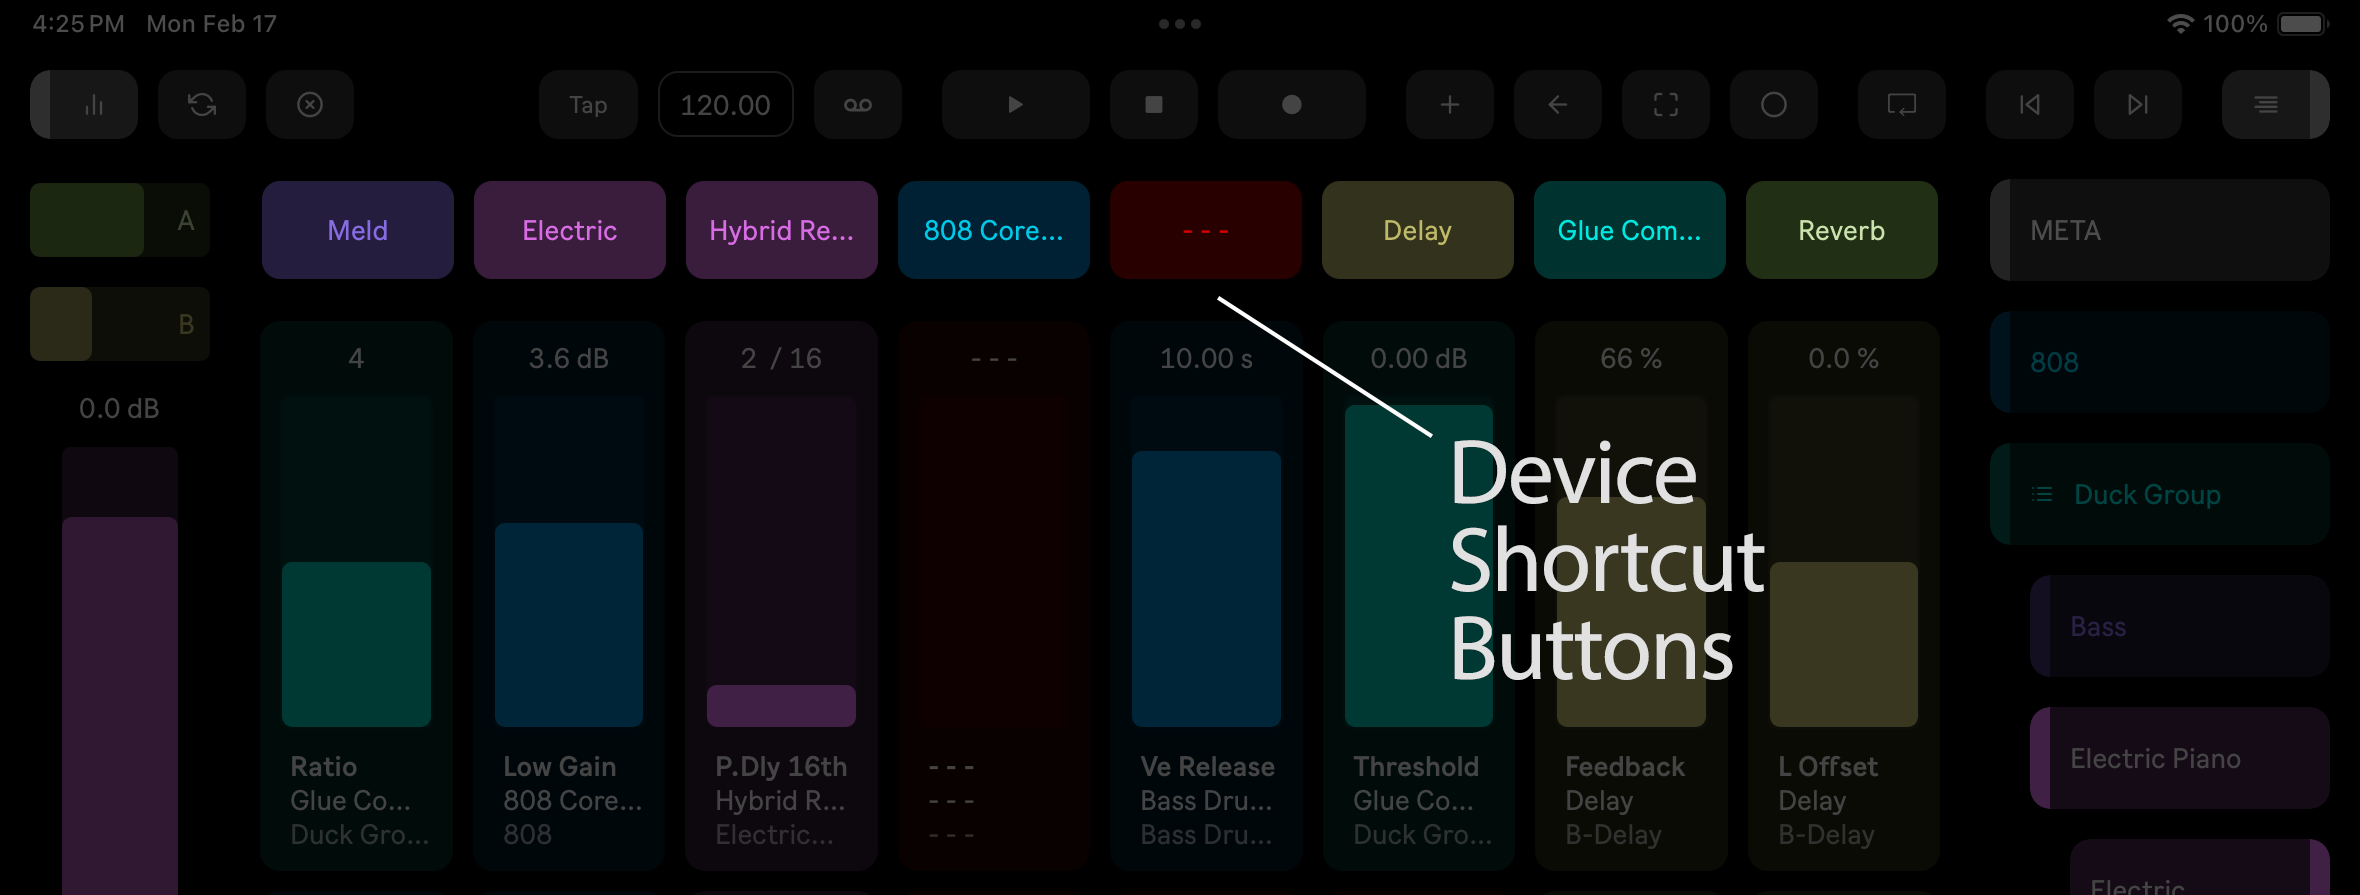 4:25 PM Mon Feb 17
100%
Tap 120.00
A
B
0.0 dB
Meld Electric Hybrid Re... 808 Core... --- Delay Glue Com... Reverb
4 3.6 dB 2 / 16 --- 10.00 s 0.00 dB 66 % 0.0 %
Device
Shortcut
Buttons
Ratio Low Gain P.Dly 16th --- Ve Release Threshold Feedback L Offset
Glue Co... 808 Core... Hybrid R... --- Bass Dru... Glue Co... Delay Delay
Duck Gro... 808 Electric... --- Bass Dru... Duck Gro... B-Delay B-Delay
META
808
Duck Group
Bass
Electric Piano
Electric